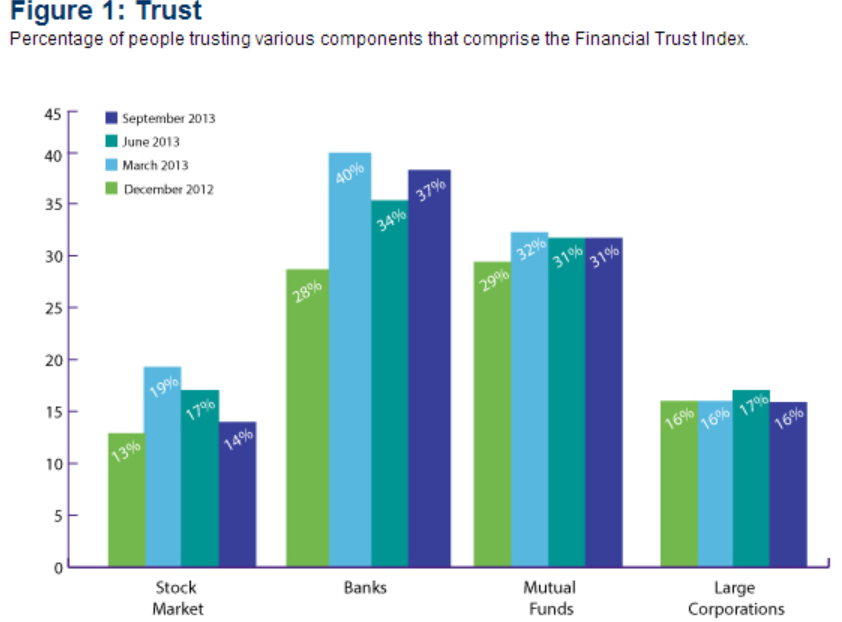 Figure 1: Trust
Percentage of people trusting various components that comprise the Financial Trust Index.
45
40
35
30
25
20
15
10
5
0
September 2013
June 2013
March 2013
December 2012
13%
19%
17%
14%
28%
40%
34%
37%
29%
32%
31%
31%
16%
16%
17%
16%
Stock
Market
Banks
Mutual
Funds
Large
Corporations